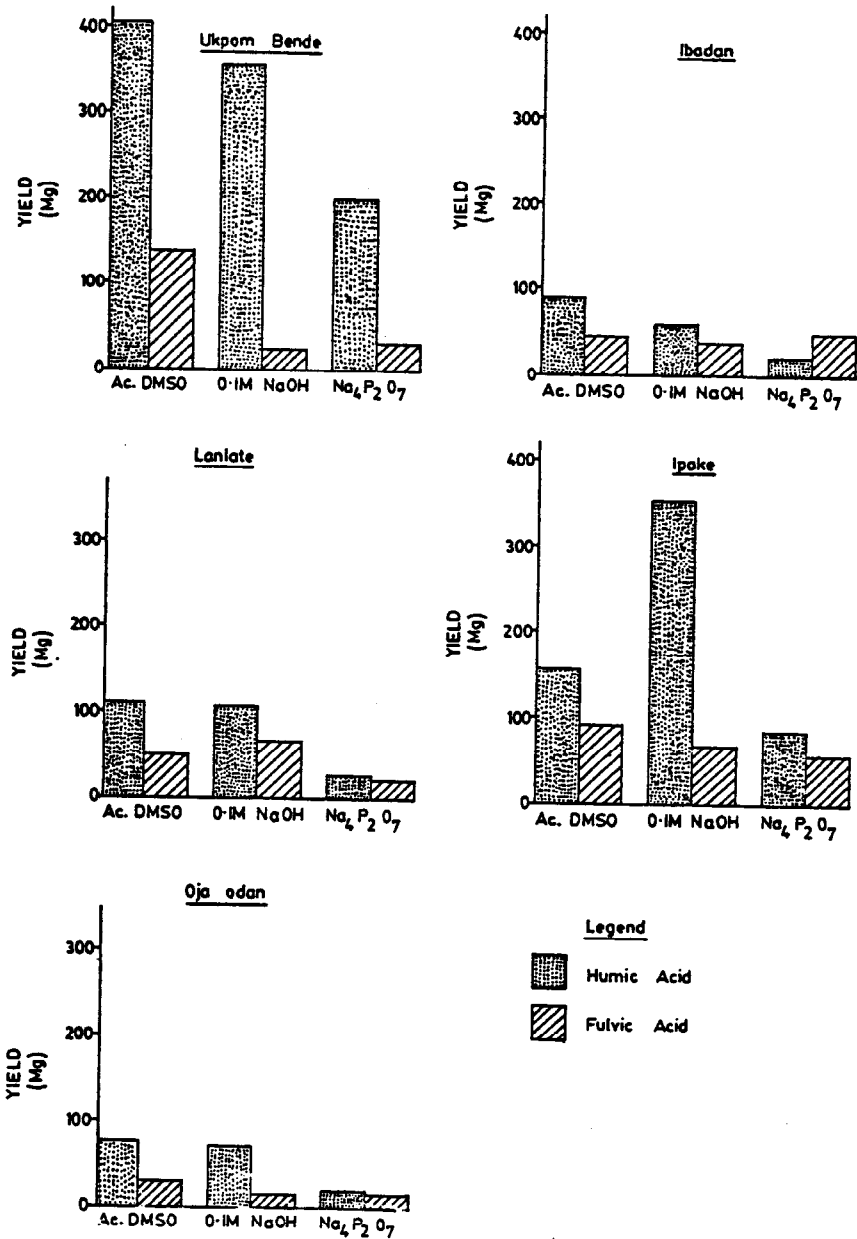 Ukpom Bende
400
300
200
100
0
YIELD
(Mg)
Ac. DMSO 0·1M NaOH Na4 P2 O7
Ibadan
400
300
200
100
0
YIELD
(Mg)
Ac. DMSO 0·1M NaOH Na4 P2 O7
Lanlate
300
200
100
0
YIELD
(Mg)
Ac. DMSO 0·1M NaOH Na4 P2 O7
Ipake
400
300
200
100
0
YIELD
(Mg)
Ac. DMSO 0·1M NaOH Na4 P2 O7
Oja odan
300
200
100
0
YIELD
(Mg)
Ac. DMSO 0·1M NaOH Na4 P2 O7
Legend
Humic Acid
Fulvic Acid